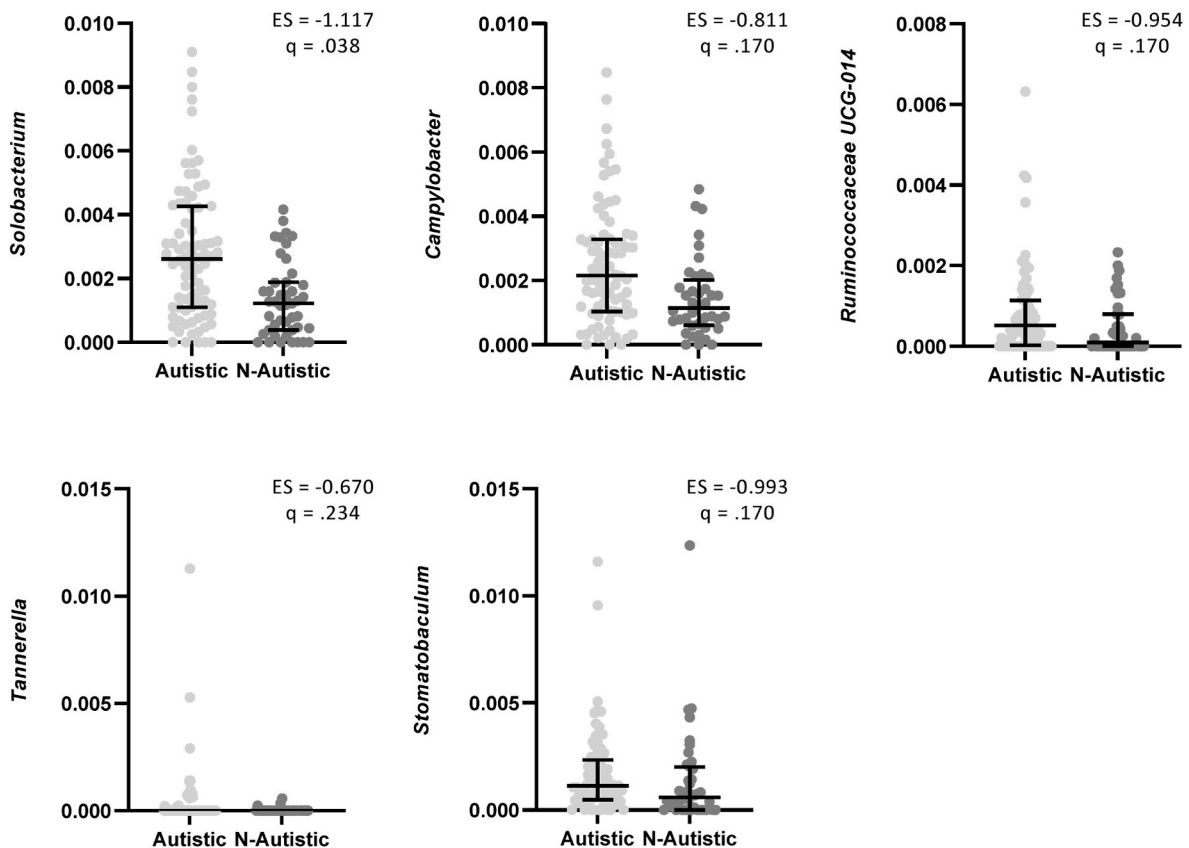 Solobacterium
0.010
0.008
0.006
0.004
0.002
0.000
ES = -1.117
q = .038
Autistic N-Autistic
Campylobacter
0.010
0.008
0.006
0.004
0.002
0.000
ES = -0.811
q = .170
Autistic N-Autistic
Ruminococcaceae UCG-014
0.008
0.006
0.004
0.002
0.000
ES = -0.954
q = .170
Autistic N-Autistic
Tannerella
0.015
0.010
0.005
0.000
ES = -0.670
q = .234
Autistic N-Autistic
Stomatobaculum
0.015
0.010
0.005
0.000
ES = -0.993
q = .170
Autistic N-Autistic